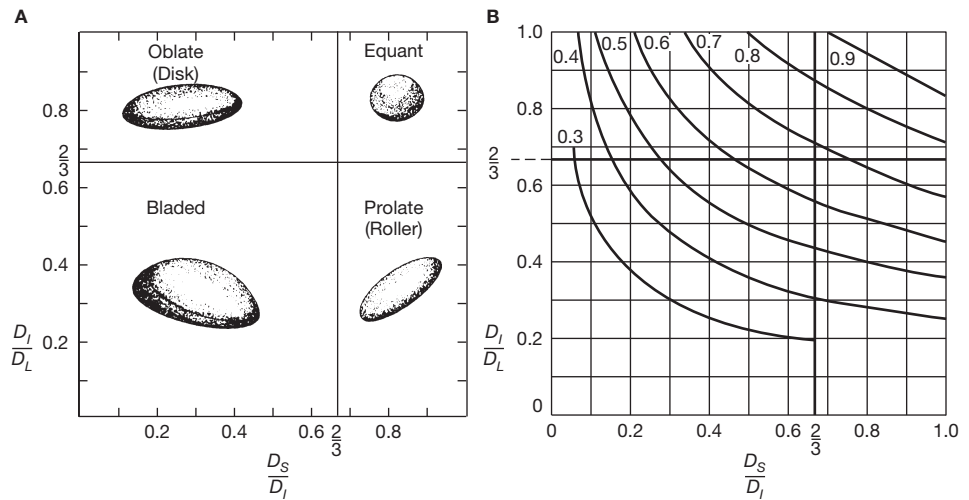 A
Oblate
(Disk)
Equant
0.8
2/3
0.6
Bladed
Prolate
(Roller)
0.4
D_I/D_L
0.2
0.2 0.4 2/3 0.8
D_S/D_I
B
1.0
0.4 0.5 0.6 0.7 0.8 0.9
0.8
0.3
2/3
0.6
0.4
D_I/D_L
0.2
0
0 0.2 0.4 0.6 2/3 0.8 1.0
D_S/D_I